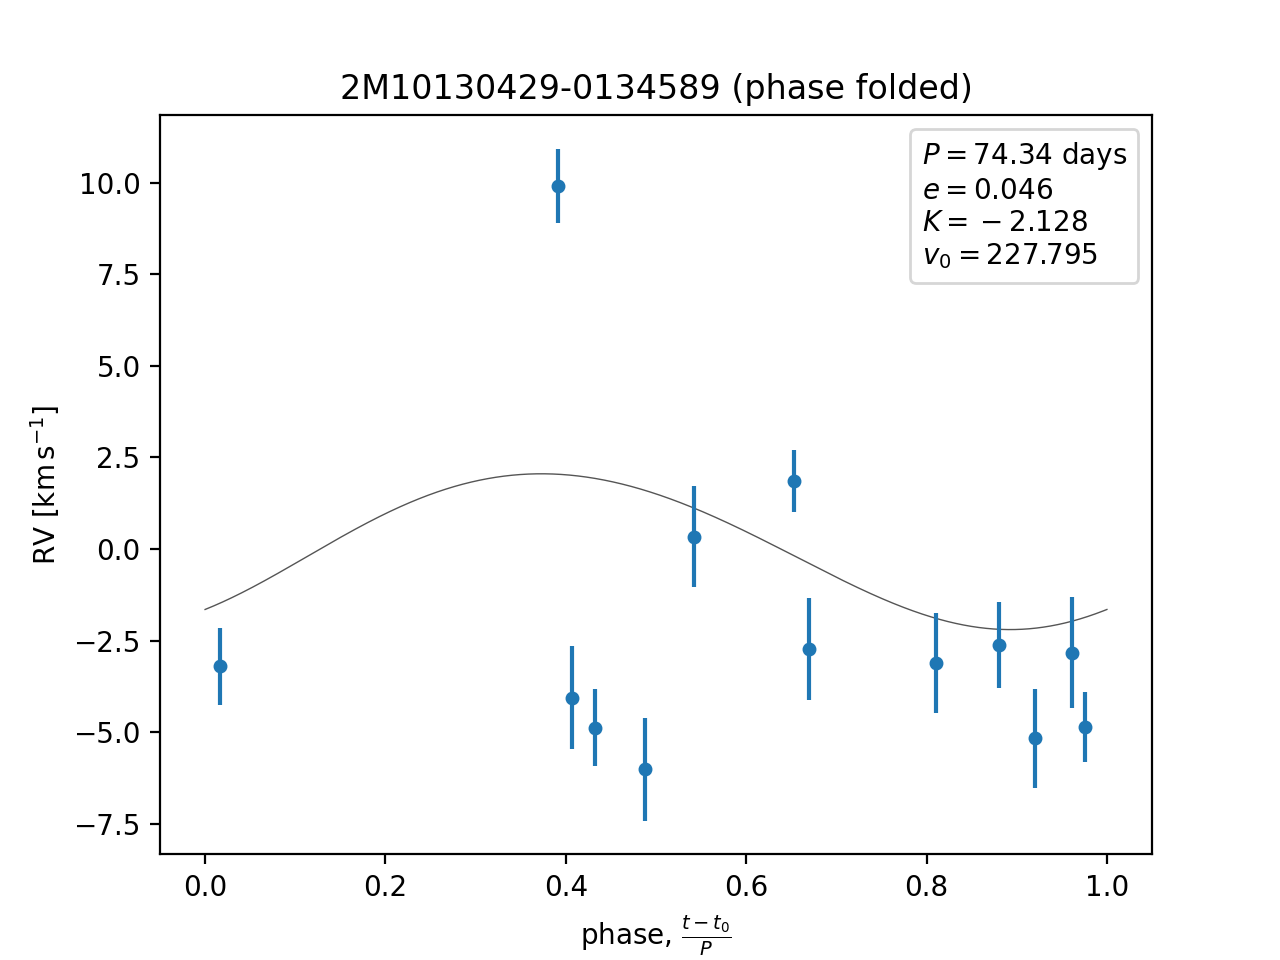 2M10130429-0134589 (phase folded)
P = 74.34 days
e = 0.046
K = −2.128
v₀ = 227.795
10.0
7.5
5.0
2.5
0.0
−2.5
−5.0
−7.5
RV [km s⁻¹]
0.0 0.2 0.4 0.6 0.8 1.0
phase, (t − t₀)/P